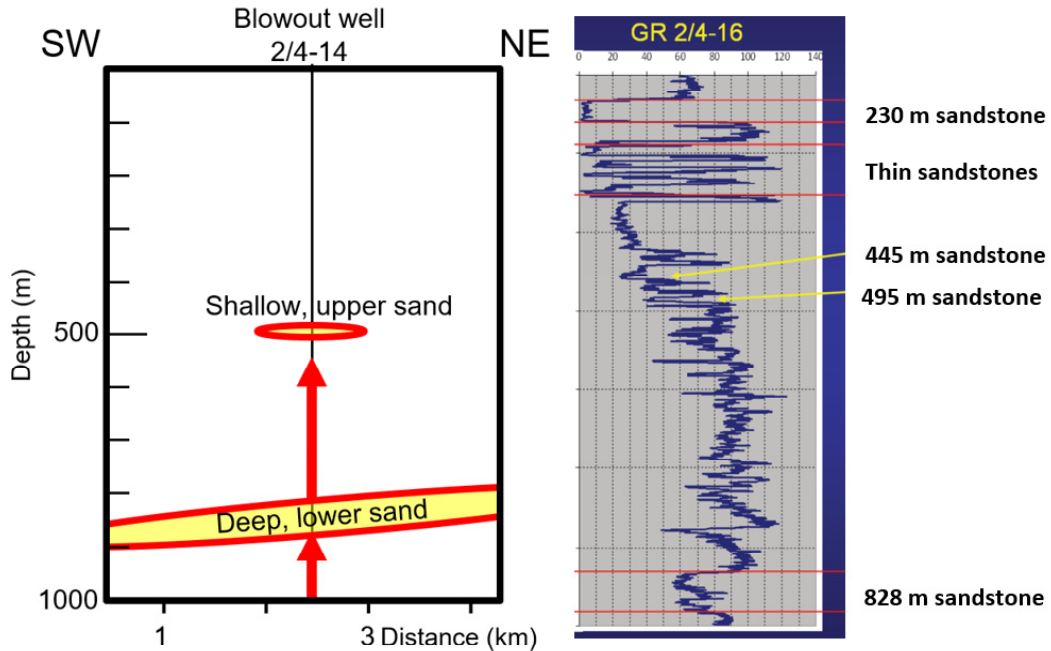 Blowout well
2/4-14
SW
NE
Depth (m)
500
1000
Shallow, upper sand
Deep, lower sand
1
3 Distance (km)
GR 2/4-16
0 20 40 60 80 100 120 140
230 m sandstone
Thin sandstones
445 m sandstone
495 m sandstone
828 m sandstone